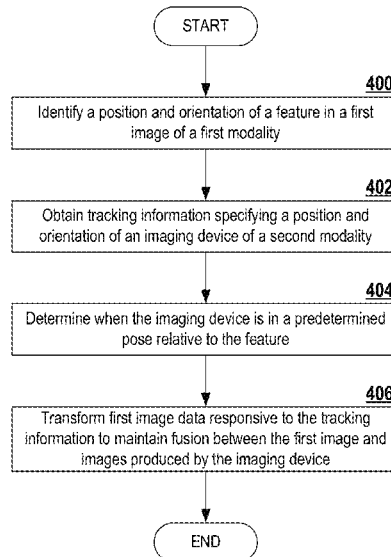 START
400
Identify a position and orientation of a feature in a first
image of a first modality
402
Obtain tracking information specifying a position and
orientation of an imaging device of a second modality
404
Determine when the imaging device is in a predetermined
pose relative to the feature
406
Transform first image data responsive to the tracking
information to maintain fusion between the first image and
images produced by the imaging device
END